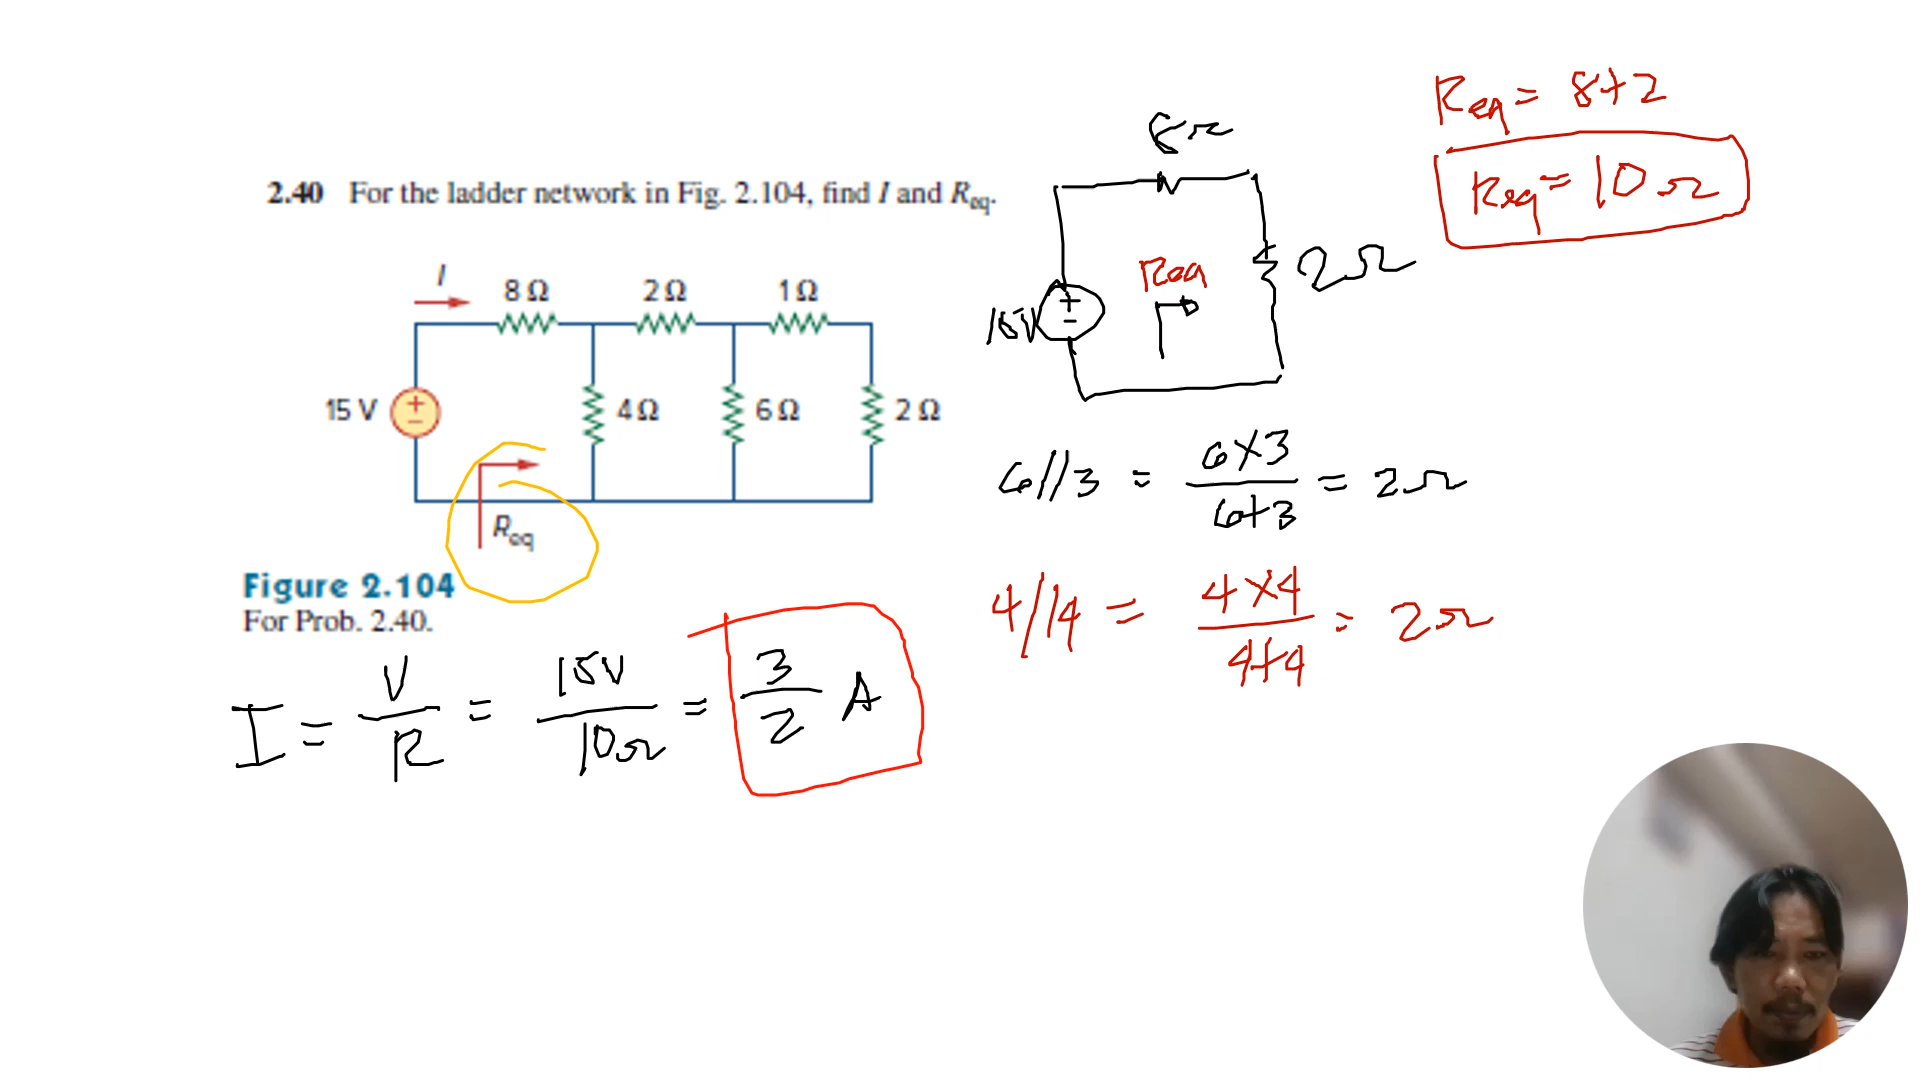 2.40 For the ladder network in Fig. 2.104, find I and Req.
I
8 Ω 2 Ω 1 Ω
15 V + − 4 Ω 6 Ω 2 Ω
Req
Figure 2.104
For Prob. 2.40.
I = V/R = 15V/10Ω = 3/2 A
8Ω
15V + − Req 2Ω
6//3 = 6×3/6+3 = 2Ω
4//4 = 4×4/4+4 = 2Ω
Req = 8+2
Req = 10Ω